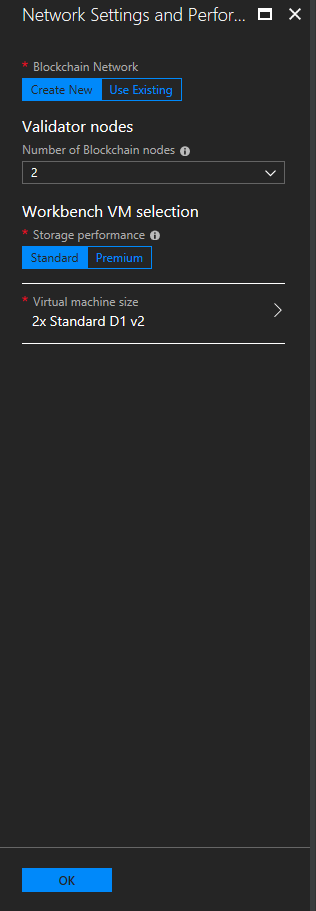 Network Settings and Perfor...
* Blockchain Network
Create New Use Existing
Validator nodes
Number of Blockchain nodes
2
Workbench VM selection
* Storage performance
Standard Premium
* Virtual machine size
2x Standard D1 v2
OK